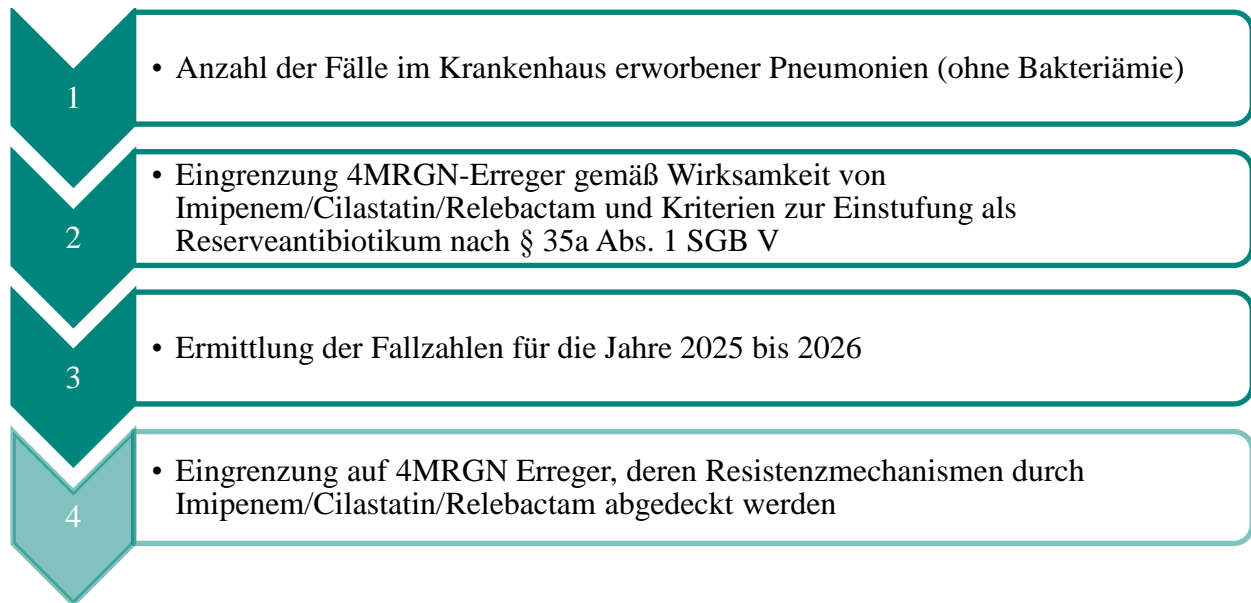 1
• Anzahl der Fälle im Krankenhaus erworbener Pneumonien (ohne Bakteriämie)
2
• Eingrenzung 4MRGN-Erreger gemäß Wirksamkeit von
Imipenem/Cilastatin/Relebactam und Kriterien zur Einstufung als
Reserveantibiotikum nach § 35a Abs. 1 SGB V
3
• Ermittlung der Fallzahlen für die Jahre 2025 bis 2026
4
• Eingrenzung auf 4MRGN Erreger, deren Resistenzmechanismen durch
Imipenem/Cilastatin/Relebactam abgedeckt werden